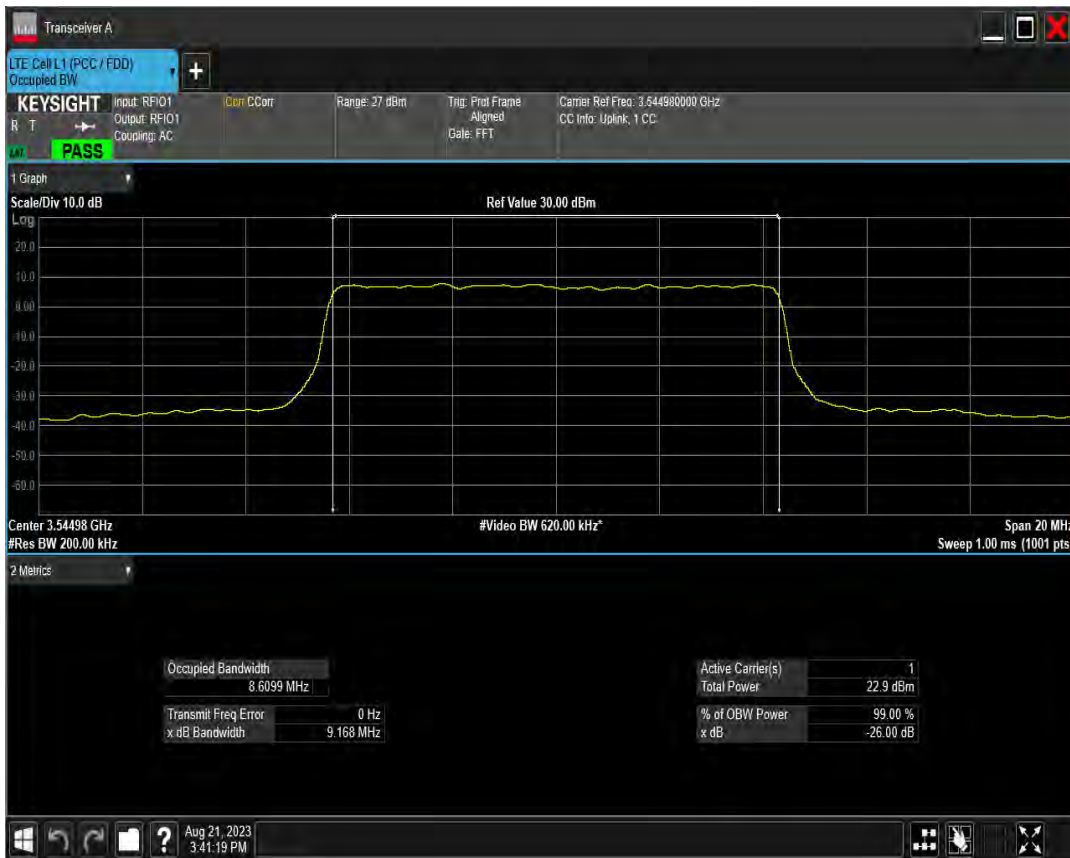 Transceiver A
LTE Cell L1 (PCC / FDD)
Occupied BW
+
KEYSIGHT
R T
PASS
Input: RFIO1
Output: RFIO1
Coupling: AC
Corr CCorr
Range: 27 dBm
Trig: Prot Frame
Aligned
Gate: FFT
Carrier Ref Freq: 3.544980000 GHz
CC Info: Uplink, 1 CC
1 Graph
Scale/Div 10.0 dB
Ref Value 30.00 dBm
Log
20.0
10.0
0.00
-10.0
-20.0
-30.0
-40.0
-50.0
-60.0
Center 3.54498 GHz
#Video BW 620.00 kHz*
Span 20 MHz
#Res BW 200.00 kHz
Sweep 1.00 ms (1001 pts
2 Metrics
Occupied Bandwidth
8.6099 MHz
Transmit Freq Error 0 Hz
x dB Bandwidth 9.168 MHz
Active Carrier(s) 1
Total Power 22.9 dBm
% of OBW Power 99.00 %
x dB -26.00 dB
?
Aug 21, 2023
3:41:19 PM